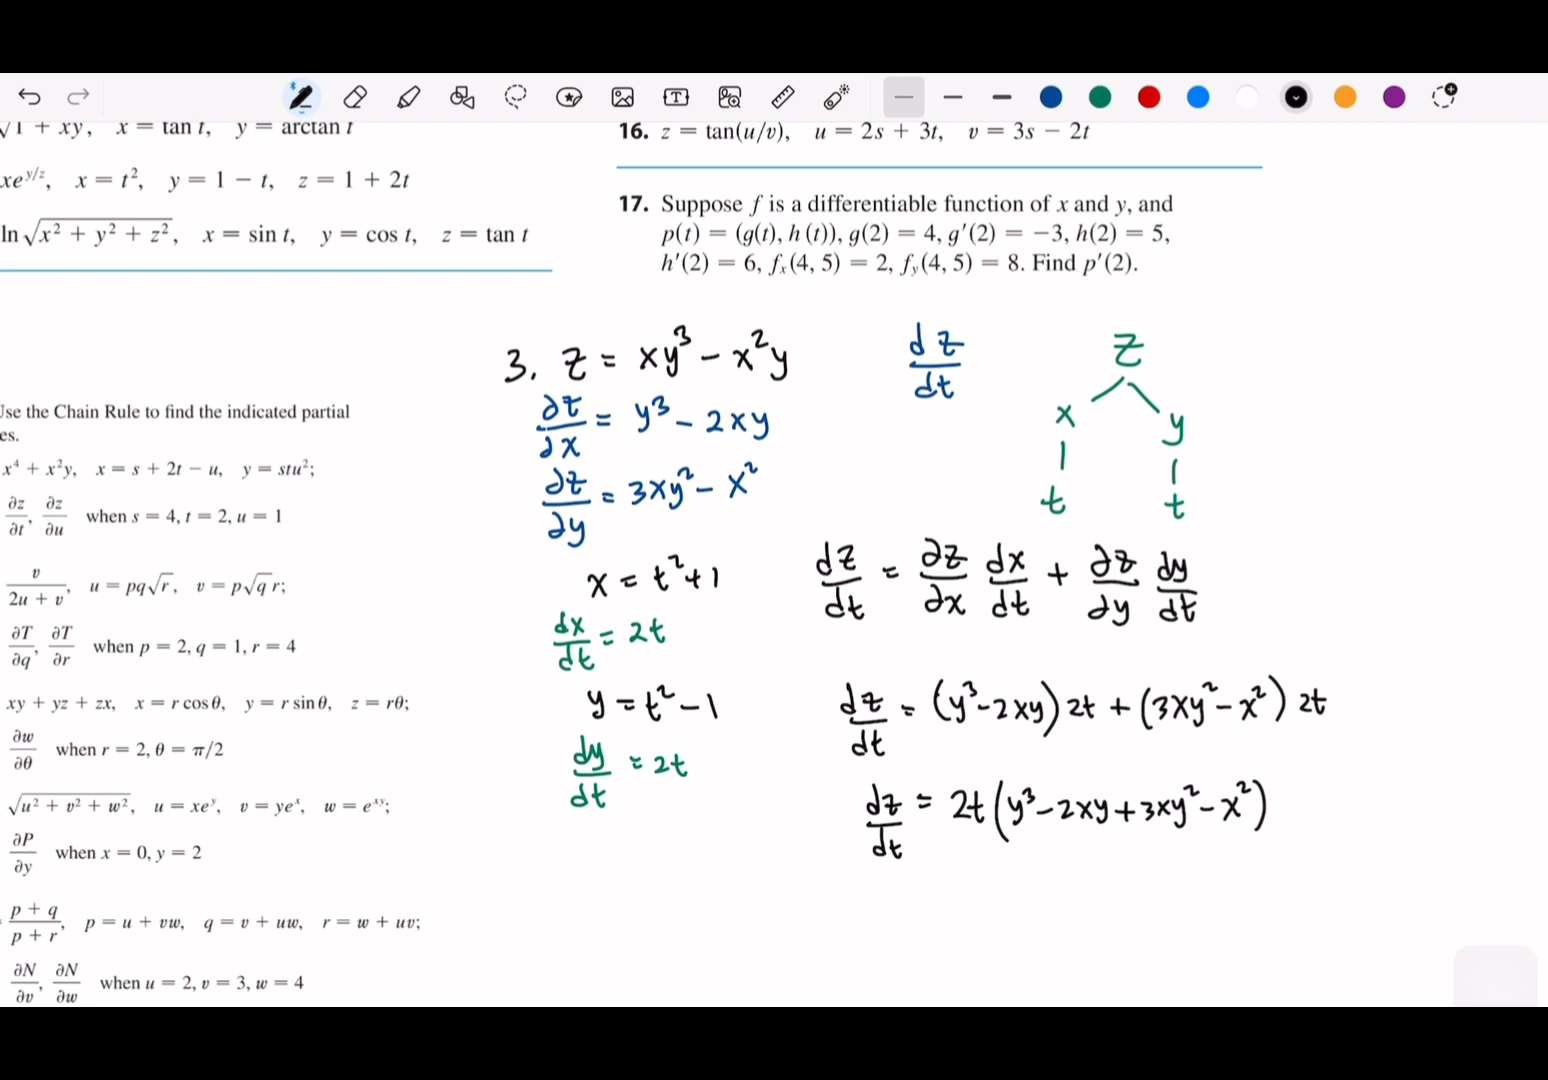 √1 + xy, x = tan t, y = arctan t
xe^{y/z}, x = t², y = 1 − t, z = 1 + 2t
ln √(x² + y² + z²), x = sin t, y = cos t, z = tan t
Use the Chain Rule to find the indicated partial
es.
x⁴ + x²y, x = s + 2t − u, y = stu²;
∂z/∂t, ∂z/∂u when s = 4, t = 2, u = 1
v/(2u + v), u = pq√r, v = p√q r;
∂T/∂q, ∂T/∂r when p = 2, q = 1, r = 4
xy + yz + zx, x = r cos θ, y = r sin θ, z = rθ;
∂w/∂θ when r = 2, θ = π/2
√(u² + v² + w²), u = xe^y, v = ye^x, w = e^{xy};
∂P/∂y when x = 0, y = 2
(p + q)/(p + r), p = u + vw, q = v + uw, r = w + uv;
∂N/∂v, ∂N/∂w when u = 2, v = 3, w = 4
16. z = tan(u/v), u = 2s + 3t, v = 3s − 2t
17. Suppose f is a differentiable function of x and y, and
p(t) = (g(t), h (t)), g(2) = 4, g′(2) = −3, h(2) = 5,
h′(2) = 6, fₓ(4, 5) = 2, f_y(4, 5) = 8. Find p′(2).
3. z = xy³ − x²y
∂z/∂x = y³ − 2xy
∂z/∂y = 3xy² − x²
x = t² + 1
dx/dt = 2t
y = t² − 1
dy/dt = 2t
dz/dt
z
x y
t t
dz/dt = ∂z/∂x dx/dt + ∂z/∂y dy/dt
dz/dt = (y³ − 2xy) 2t + (3xy² − x²) 2t
dz/dt = 2t (y³ − 2xy + 3xy² − x²)